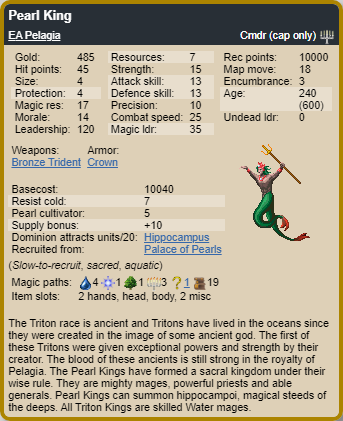 Pearl King
EA Pelagia Cmdr (cap only)
Gold: 485 Resources: 7 Rec points: 10000
Hit points: 45 Strength: 15 Map move: 18
Size: 4 Attack skill: 13 Encumbrance: 3
Protection: 4 Defence skill: 13 Age: 240
Magic res: 17 Precision: 10 (600)
Morale: 14 Combat speed: 25 Undead ldr: 0
Leadership: 120 Magic ldr: 35
Weapons: Armor:
Bronze Trident Crown
Basecost: 10040
Resist cold: 7
Pearl cultivator: 5
Supply bonus: +10
Dominion attracts units/20: Hippocampus
Recruited from: Palace of Pearls
(Slow-to-recruit, sacred, aquatic)
Magic paths: 4 1 1 3 ?1 19
Item slots: 2 hands, head, body, 2 misc
The Triton race is ancient and Tritons have lived in the oceans since
they were created in the image of some ancient god. The first of
these Tritons were given exceptional powers and strength by their
creator. The blood of these ancients is still strong in the royalty of
Pelagia. The Pearl Kings have formed a sacral kingdom under their
wise rule. They are mighty mages, powerful priests and able
generals. Pearl Kings can summon hippocampoi, magical steeds of
the deeps. All Triton Kings are skilled Water mages.